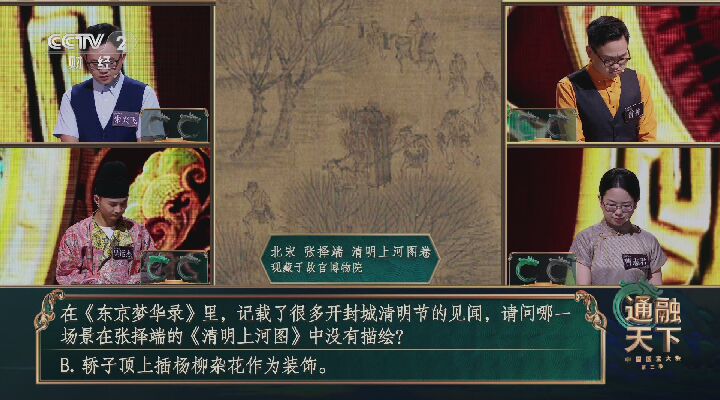 CCTV 2
财经
北宋 张择端 清明上河图卷
现藏于故宫博物院
在《东京梦华录》里，记载了很多开封城清明节的见闻，请问哪一
场景在张择端的《清明上河图》中没有描绘？
B. 轿子顶上插杨柳杂花作为装饰。
通融
天下
中国国宝大会
第二季